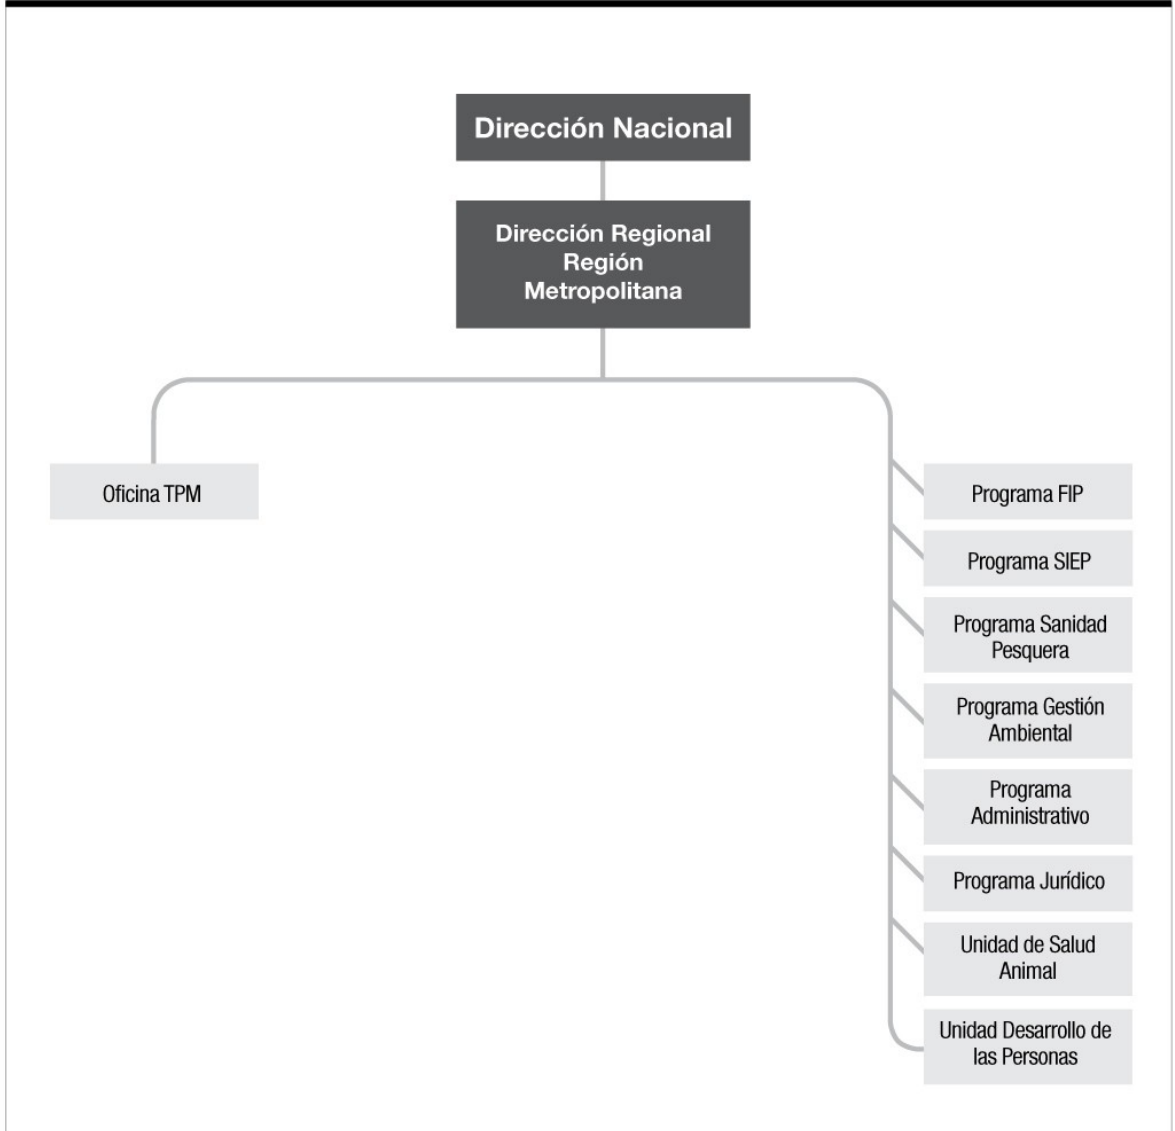 Dirección Nacional
Dirección Regional
Región
Metropolitana
Oficina TPM
Programa FIP
Programa SIEP
Programa Sanidad
Pesquera
Programa Gestión
Ambiental
Programa
Administrativo
Programa Jurídico
Unidad de Salud
Animal
Unidad Desarrollo de
las Personas